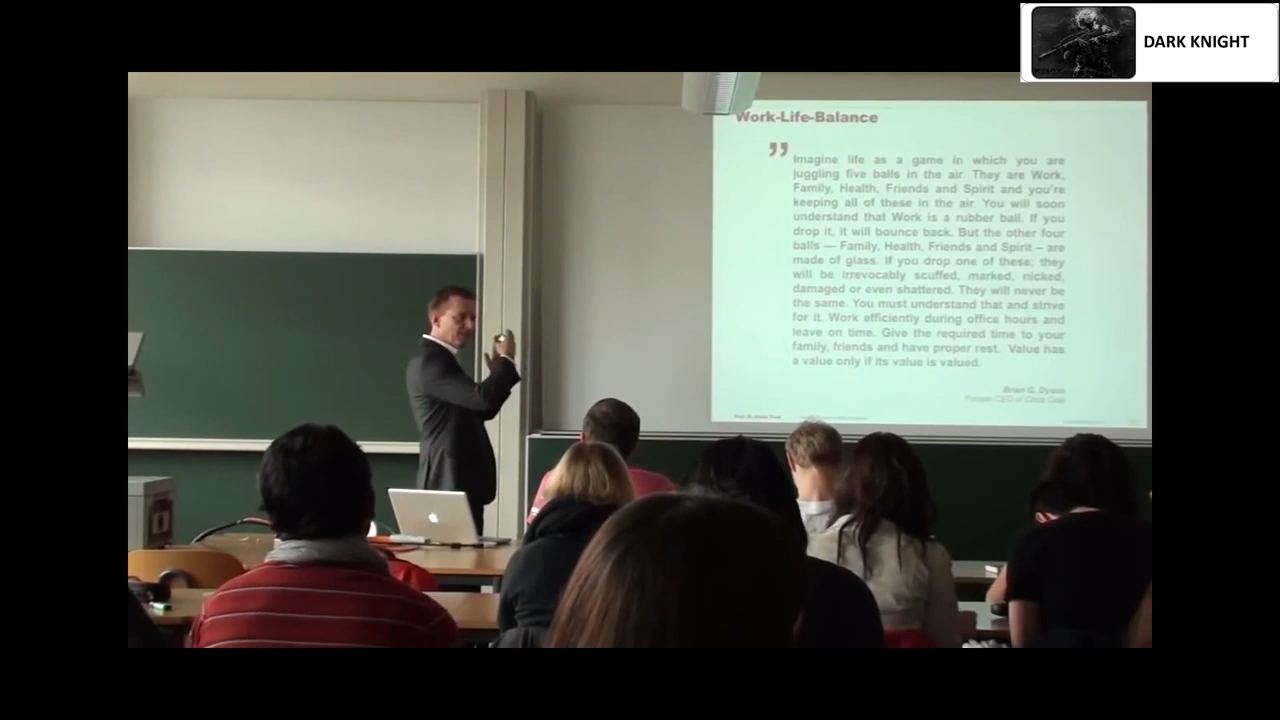 DARK KNIGHT
Work-Life-Balance
”
Imagine life as a game in which you are
juggling five balls in the air. They are Work,
Family, Health, Friends and Spirit and you're
keeping all of these in the air. You will soon
understand that Work is a rubber ball. If you
drop it, it will bounce back. But the other four
balls — Family, Health, Friends and Spirit – are
made of glass. If you drop one of these; they
will be irrevocably scuffed, marked, nicked,
damaged or even shattered. They will never be
the same. You must understand that and strive
for it. Work efficiently during office hours and
leave on time. Give the required time to your
family, friends and have proper rest. Value has
a value only if its value is valued.
Brian G. Dyson
Former CEO of Coca Cola